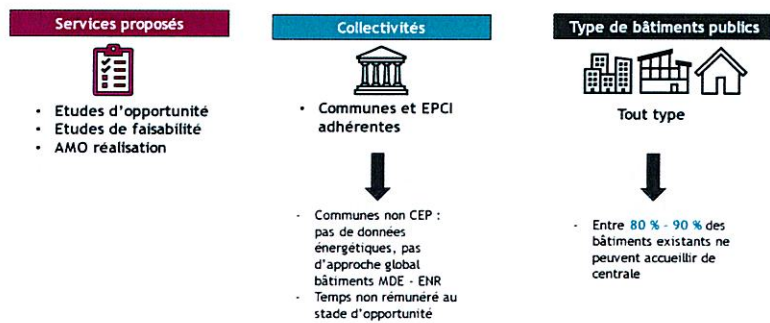 Services proposés
• Etudes d'opportunité
• Etudes de faisabilité
• AMO réalisation
Collectivités
• Communes et EPCI
adhérentes
- Communes non CEP :
pas de données
énergétiques, pas
d'approche global
bâtiments MDE - ENR
- Temps non rémunéré au
stade d'opportunité
Type de bâtiments publics
Tout type
- Entre 80 % - 90 % des
bâtiments existants ne
peuvent accueillir de
centrale